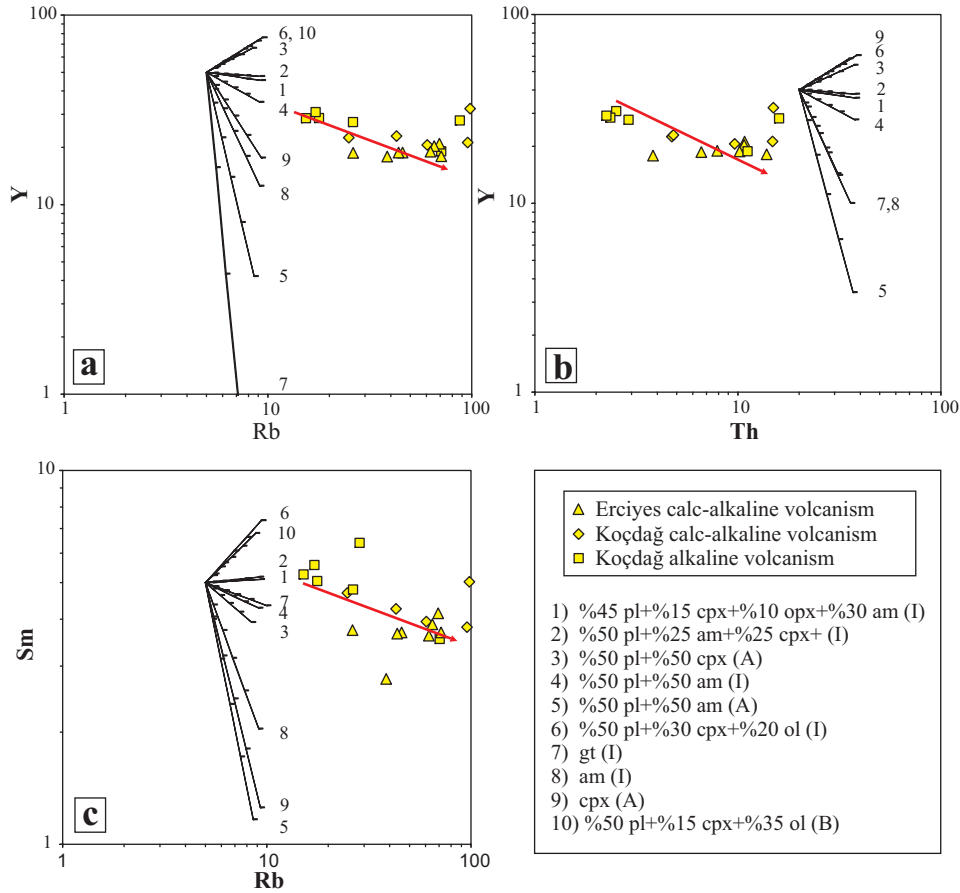 100
10
1
Y
6, 10
3
2
1
4
9
8
5
7
a
1
10
100
Rb
100
10
1
Y
9
6
3
2
1
4
7,8
5
b
1
10
100
Th
10
1
Sm
6
10
2
1
7
4
3
8
9
5
c
1
10
100
Rb
Erciyes calc-alkaline volcanism
Koçdağ calc-alkaline volcanism
Koçdağ alkaline volcanism
1) %45 pl+%15 cpx+%10 opx+%30 am (I)
2) %50 pl+%25 am+%25 cpx+ (I)
3) %50 pl+%50 cpx (A)
4) %50 pl+%50 am (I)
5) %50 pl+%50 am (A)
6) %50 pl+%30 cpx+%20 ol (I)
7) gt (I)
8) am (I)
9) cpx (A)
10) %50 pl+%15 cpx+%35 ol (B)